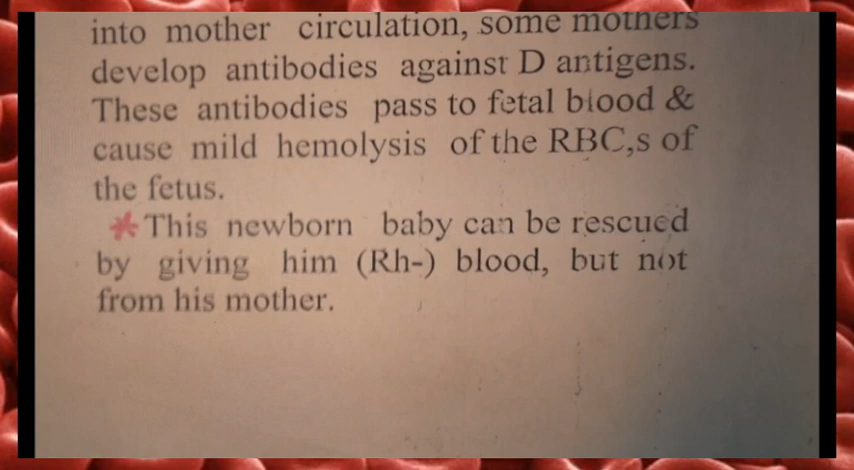 into mother circulation, some mothers
develop antibodies against D antigens.
These antibodies pass to fetal blood &
cause mild hemolysis of the RBC,s of
the fetus.
*This newborn baby can be rescued
by giving him (Rh-) blood, but not
from his mother.